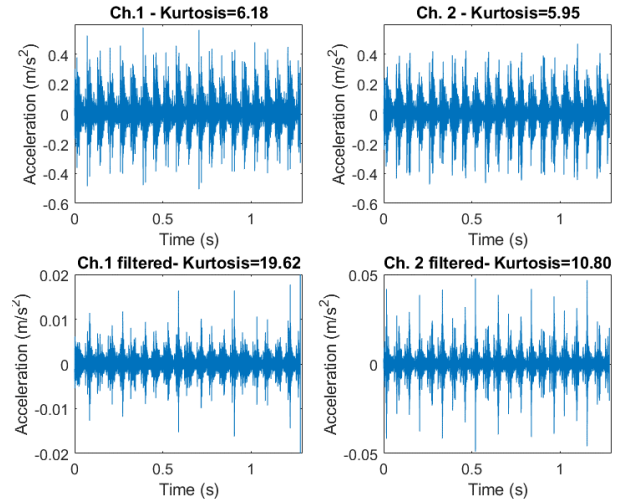 Ch.1 - Kurtosis=6.18
Acceleration (m/s²)
0.4
0.2
0
-0.2
-0.4
-0.6
0 0.5 1
Time (s)
Ch. 2 - Kurtosis=5.95
Acceleration (m/s²)
0.4
0.2
0
-0.2
-0.4
-0.6
0 0.5 1
Time (s)
Ch.1 filtered- Kurtosis=19.62
Acceleration (m/s²)
0.02
0.01
0
-0.01
-0.02
0 0.5 1
Time (s)
Ch. 2 filtered- Kurtosis=10.80
Acceleration (m/s²)
0.05
0
-0.05
0 0.5 1
Time (s)